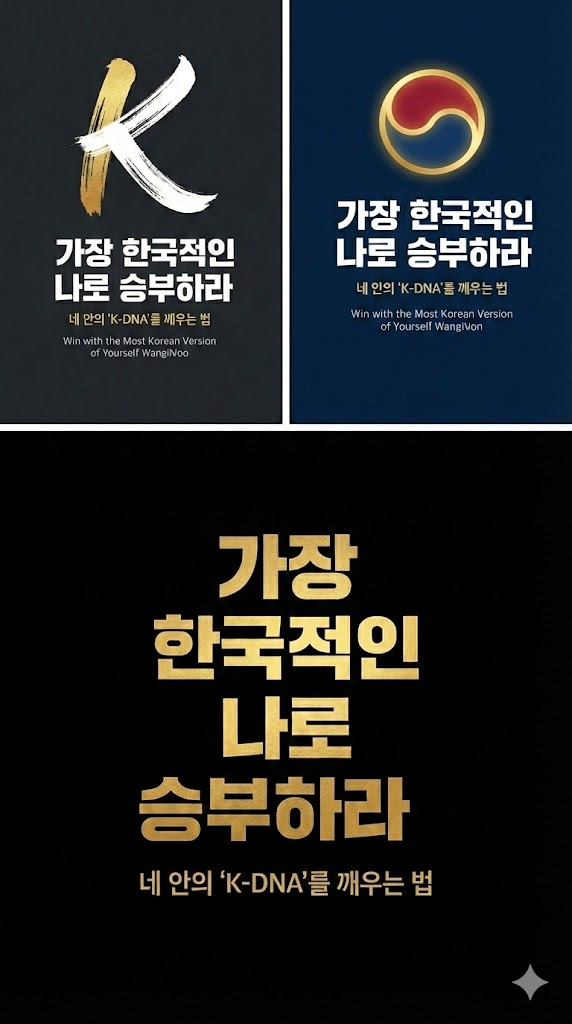 K
가장 한국적인
나로 승부하라
네 안의 'K-DNA'를 깨우는 법
Win with the Most Korean Version
of Yourself WangiNoo
가장 한국적인
나로 승부하라
네 안의 'K-DNA'를 깨우는 법
Win with the Most Korean Version
of Yourself WangiVon
가장
한국적인
나로
승부하라
네 안의 ‘K-DNA’를 깨우는 법